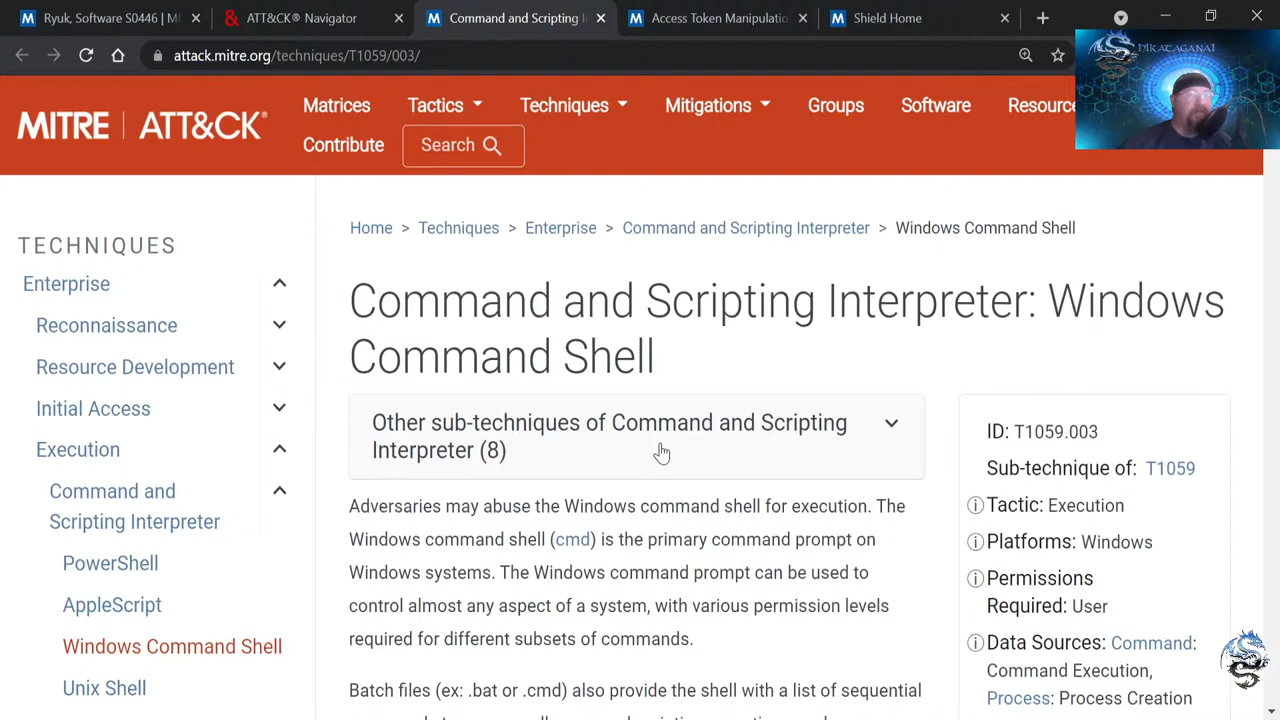 Ryuk, Software S0446 | MI
ATT&CK® Navigator
Command and Scripting I
Access Token Manipulatio
Shield Home
attack.mitre.org/techniques/T1059/003/
HIKATAGANAI
MITRE | ATT&CK®
Matrices
Tactics
Techniques
Mitigations
Groups
Software
Resource
Contribute
Search
TECHNIQUES
Enterprise
Reconnaissance
Resource Development
Initial Access
Execution
Command and
Scripting Interpreter
PowerShell
AppleScript
Windows Command Shell
Unix Shell
Home > Techniques > Enterprise > Command and Scripting Interpreter > Windows Command Shell
Command and Scripting Interpreter: Windows
Command Shell
Other sub-techniques of Command and Scripting
Interpreter (8)
Adversaries may abuse the Windows command shell for execution. The
Windows command shell (cmd) is the primary command prompt on
Windows systems. The Windows command prompt can be used to
control almost any aspect of a system, with various permission levels
required for different subsets of commands.
Batch files (ex: .bat or .cmd) also provide the shell with a list of sequential
ID: T1059.003
Sub-technique of: T1059
Tactic: Execution
Platforms: Windows
Permissions
Required: User
Data Sources: Command:
Command Execution,
Process: Process Creation